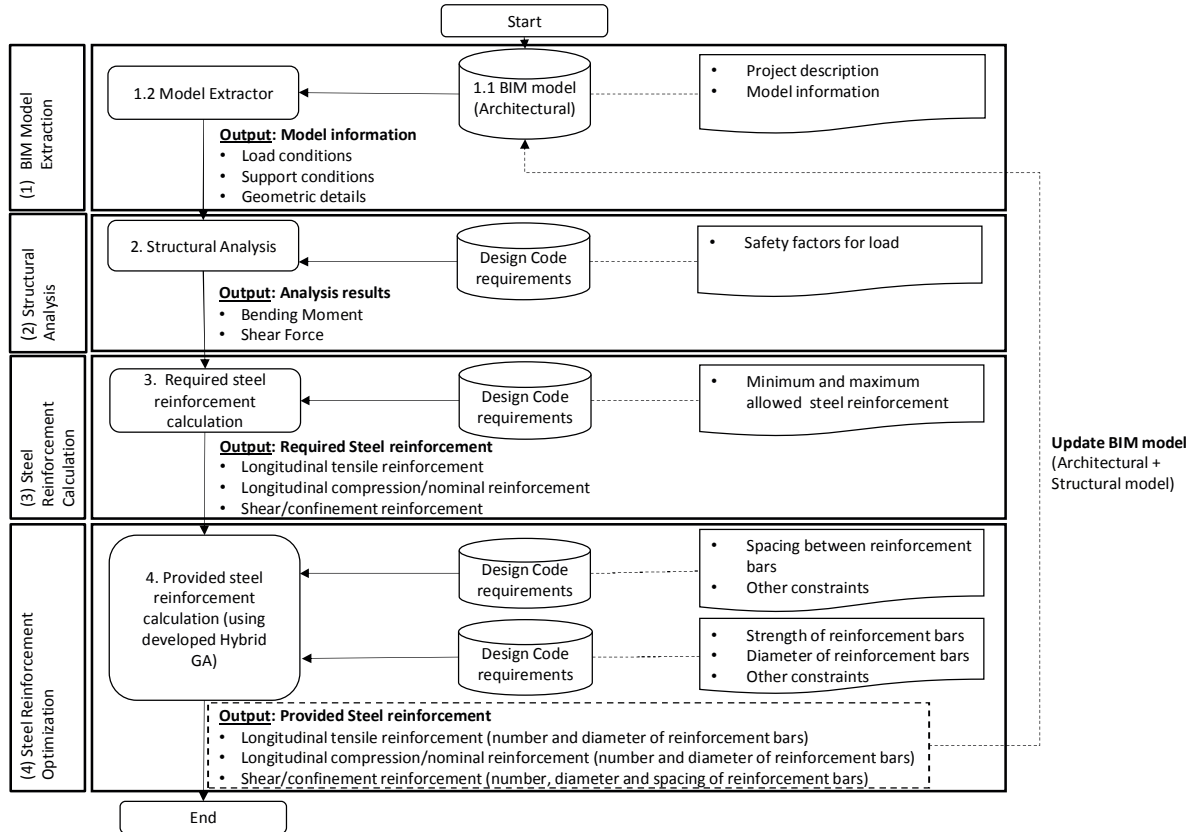 Start
(1) BIM Model
Extraction
1.2 Model Extractor
1.1 BIM model
(Architectural)
• Project description
• Model information
Output: Model information
• Load conditions
• Support conditions
• Geometric details
(2) Structural
Analysis
2. Structural Analysis
Design Code
requirements
• Safety factors for load
Output: Analysis results
• Bending Moment
• Shear Force
(3) Steel
Reinforcement
Calculation
3. Required steel
reinforcement
calculation
Design Code
requirements
• Minimum and maximum
allowed steel reinforcement
Output: Required Steel reinforcement
• Longitudinal tensile reinforcement
• Longitudinal compression/nominal reinforcement
• Shear/confinement reinforcement
Update BIM model
(Architectural +
Structural model)
(4) Steel Reinforcement
Optimization
4. Provided steel
reinforcement
calculation (using
developed Hybrid
GA)
Design Code
requirements
• Spacing between reinforcement
bars
• Other constraints
Design Code
requirements
• Strength of reinforcement bars
• Diameter of reinforcement bars
• Other constraints
Output: Provided Steel reinforcement
• Longitudinal tensile reinforcement (number and diameter of reinforcement bars)
• Longitudinal compression/nominal reinforcement (number and diameter of reinforcement bars)
• Shear/confinement reinforcement (number, diameter and spacing of reinforcement bars)
End